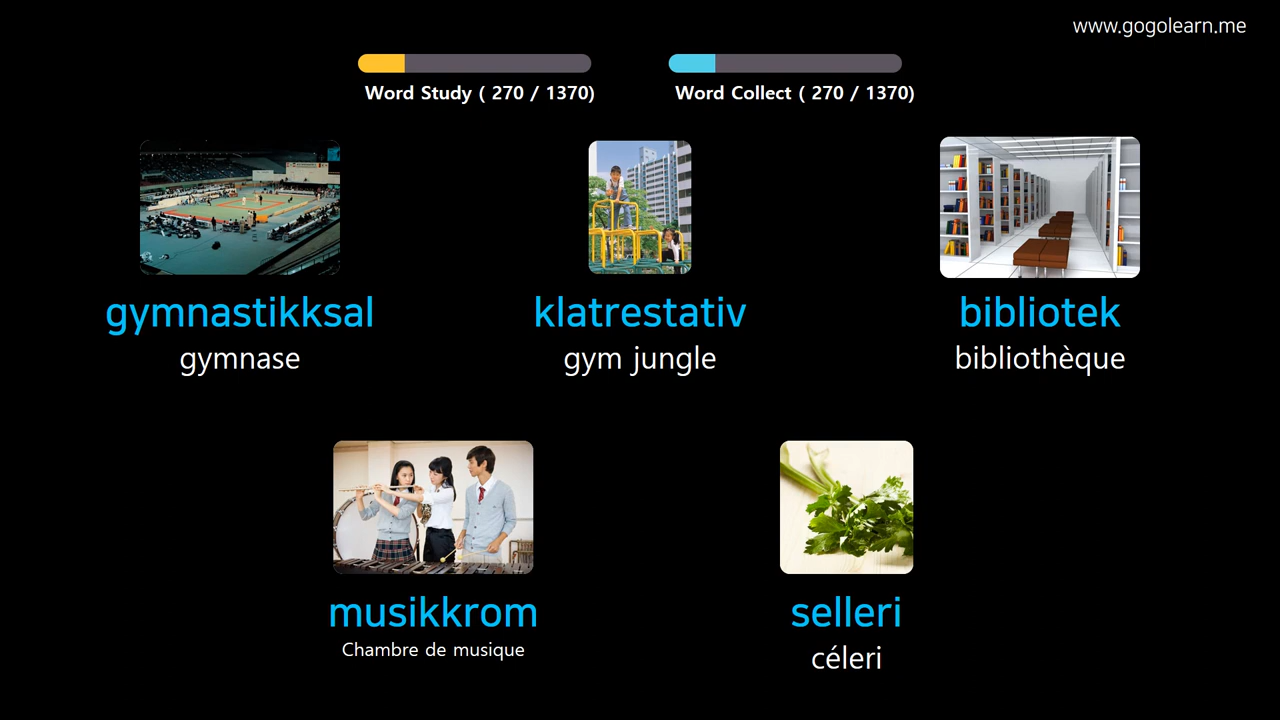 www.gogolearn.me
Word Study ( 270 / 1370)
Word Collect ( 270 / 1370)
gymnastikksal
gymnase
klatrestativ
gym jungle
bibliotek
bibliothèque
musikkrom
Chambre de musique
selleri
céleri